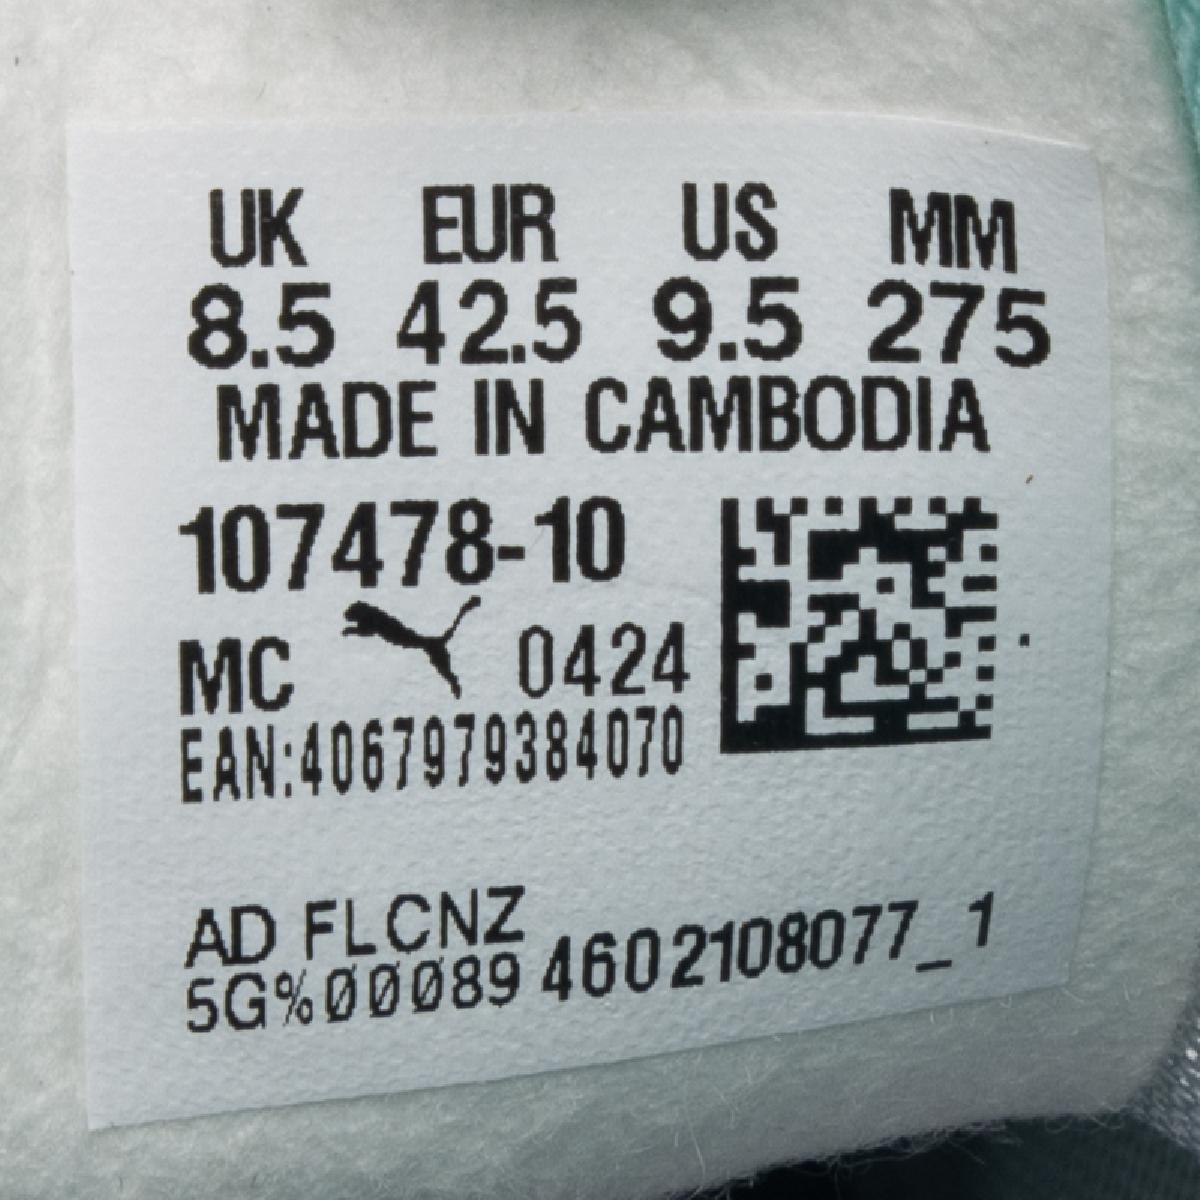 UK EUR US MM
8.5 42.5 9.5 275
MADE IN CAMBODIA
107478-10
MC 0424
EAN:4067979384070
AD FLCNZ
5G%00089 4602108077_1